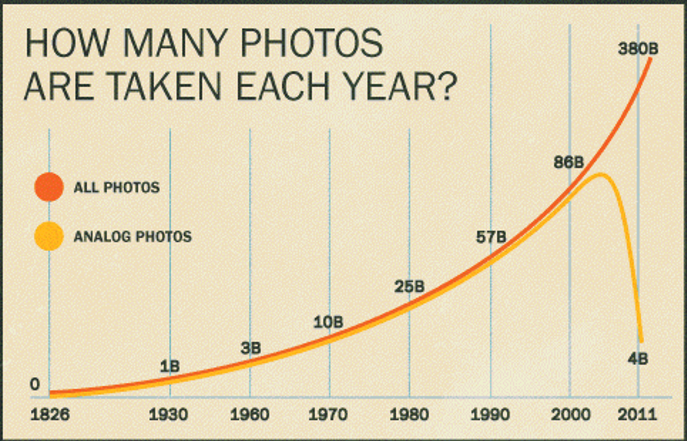 HOW MANY PHOTOS
ARE TAKEN EACH YEAR?
380B
86B
ALL PHOTOS
ANALOG PHOTOS
57B
25B
10B
3B
1B
4B
0
1826 1930 1960 1970 1980 1990 2000 2011